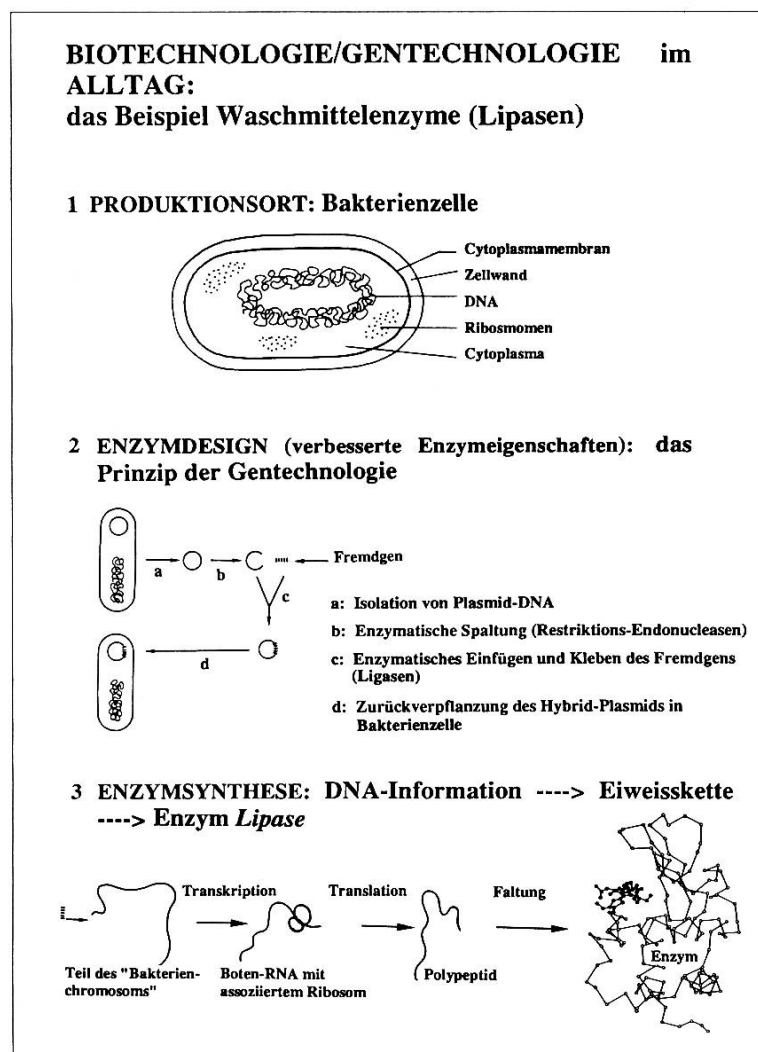 BIOTECHNOLOGIE/GENTECHNOLOGIE im
ALLTAG:
das Beispiel Waschmittelenzyme (Lipasen)
1 PRODUKTIONSORT: Bakterienzelle
Cytoplasmamembran
Zellwand
DNA
Ribosmomen
Cytoplasma
2 ENZYMDESIGN (verbesserte Enzymeigenschaften): das
Prinzip der Gentechnologie
a
b
Fremdgen
c
d
a: Isolation von Plasmid-DNA
b: Enzymatische Spaltung (Restriktions-Endonucleasen)
c: Enzymatisches Einfügen und Kleben des Fremdgens
(Ligasen)
d: Zurückverpflanzung des Hybrid-Plasmids in
Bakterienzelle
3 ENZYMSYNTHESE: DNA-Information ----> Eiweisskette
----> Enzym Lipase
Transkription
Translation
Faltung
Enzym
Teil des "Bakterien-
chromosoms"
Boten-RNA mit
assoziiertem Ribosom
Polypeptid